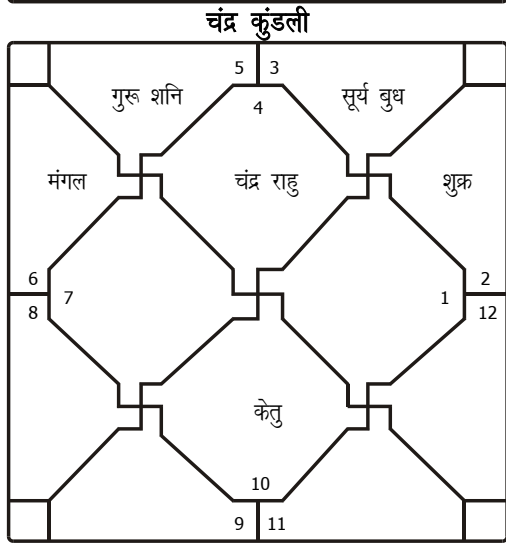 चंद्र कुंडली
5 3
गुरू शनि सूर्य बुध
4
मंगल चंद्र राहु शुक्र
6 2
7 1
8 12
केतु
10
9 11